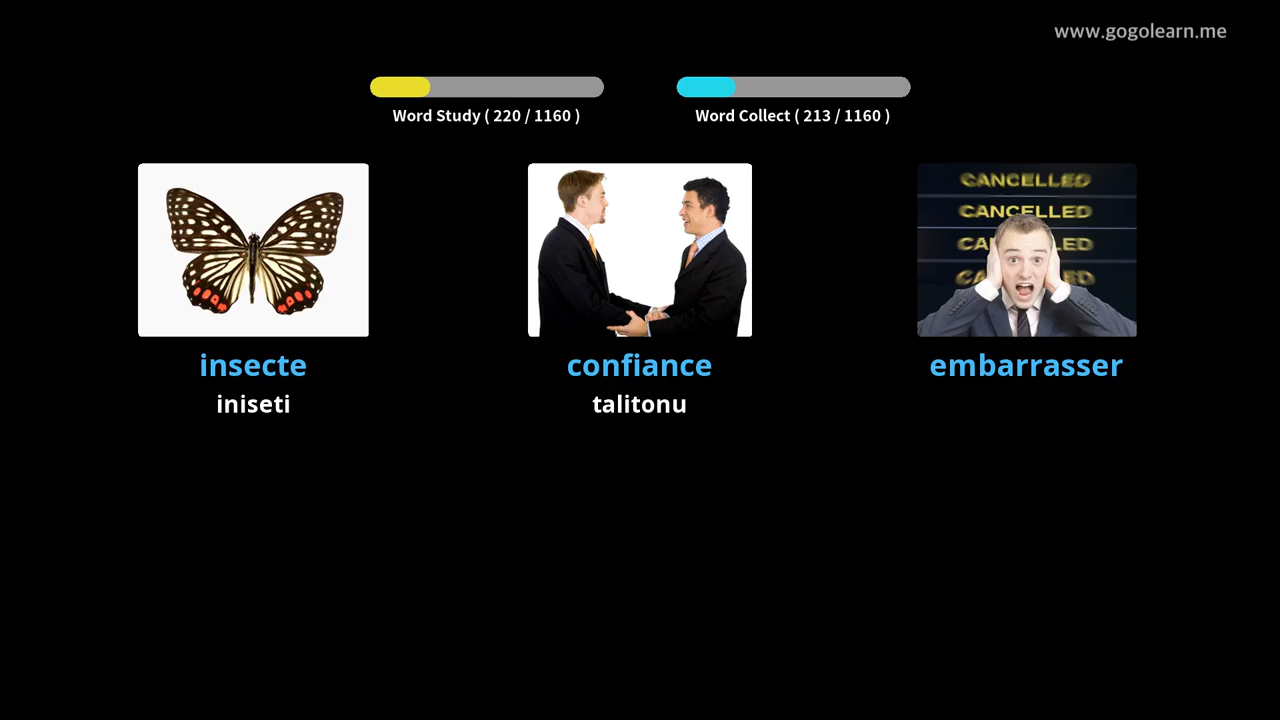 www.gogolearn.me
Word Study ( 220 / 1160 )
Word Collect ( 213 / 1160 )
CANCELLED
CANCELLED
insecte
confiance
embarrasser
iniseti
talitonu